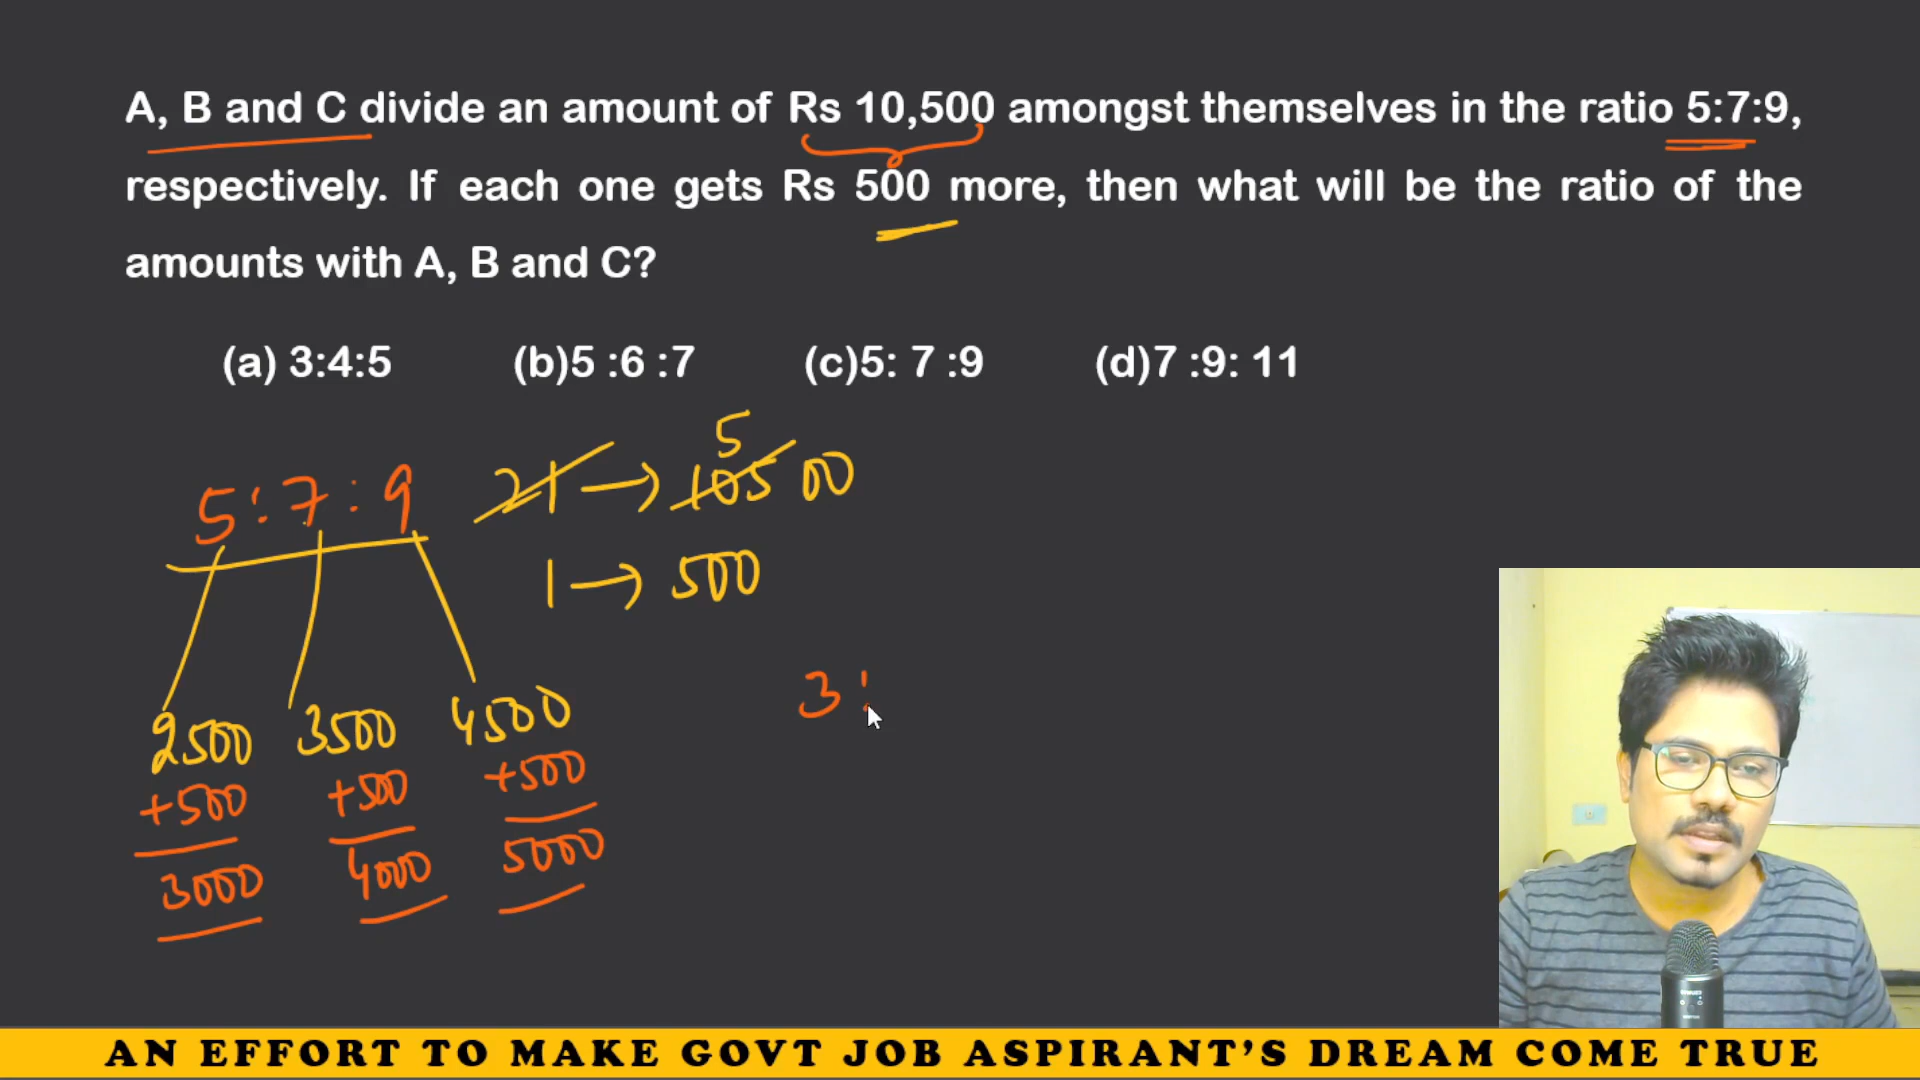 A, B and C divide an amount of Rs 10,500 amongst themselves in the ratio 5:7:9,
respectively. If each one gets Rs 500 more, then what will be the ratio of the
amounts with A, B and C?
(a) 3:4:5 (b)5 :6 :7 (c)5: 7 :9 (d)7 :9: 11
5
5:7:9 21 → 10500
1 → 500
3:
2500 3500 4500
+500 +500 +500
3000 4000 5000
AN EFFORT TO MAKE GOVT JOB ASPIRANT'S DREAM COME TRUE